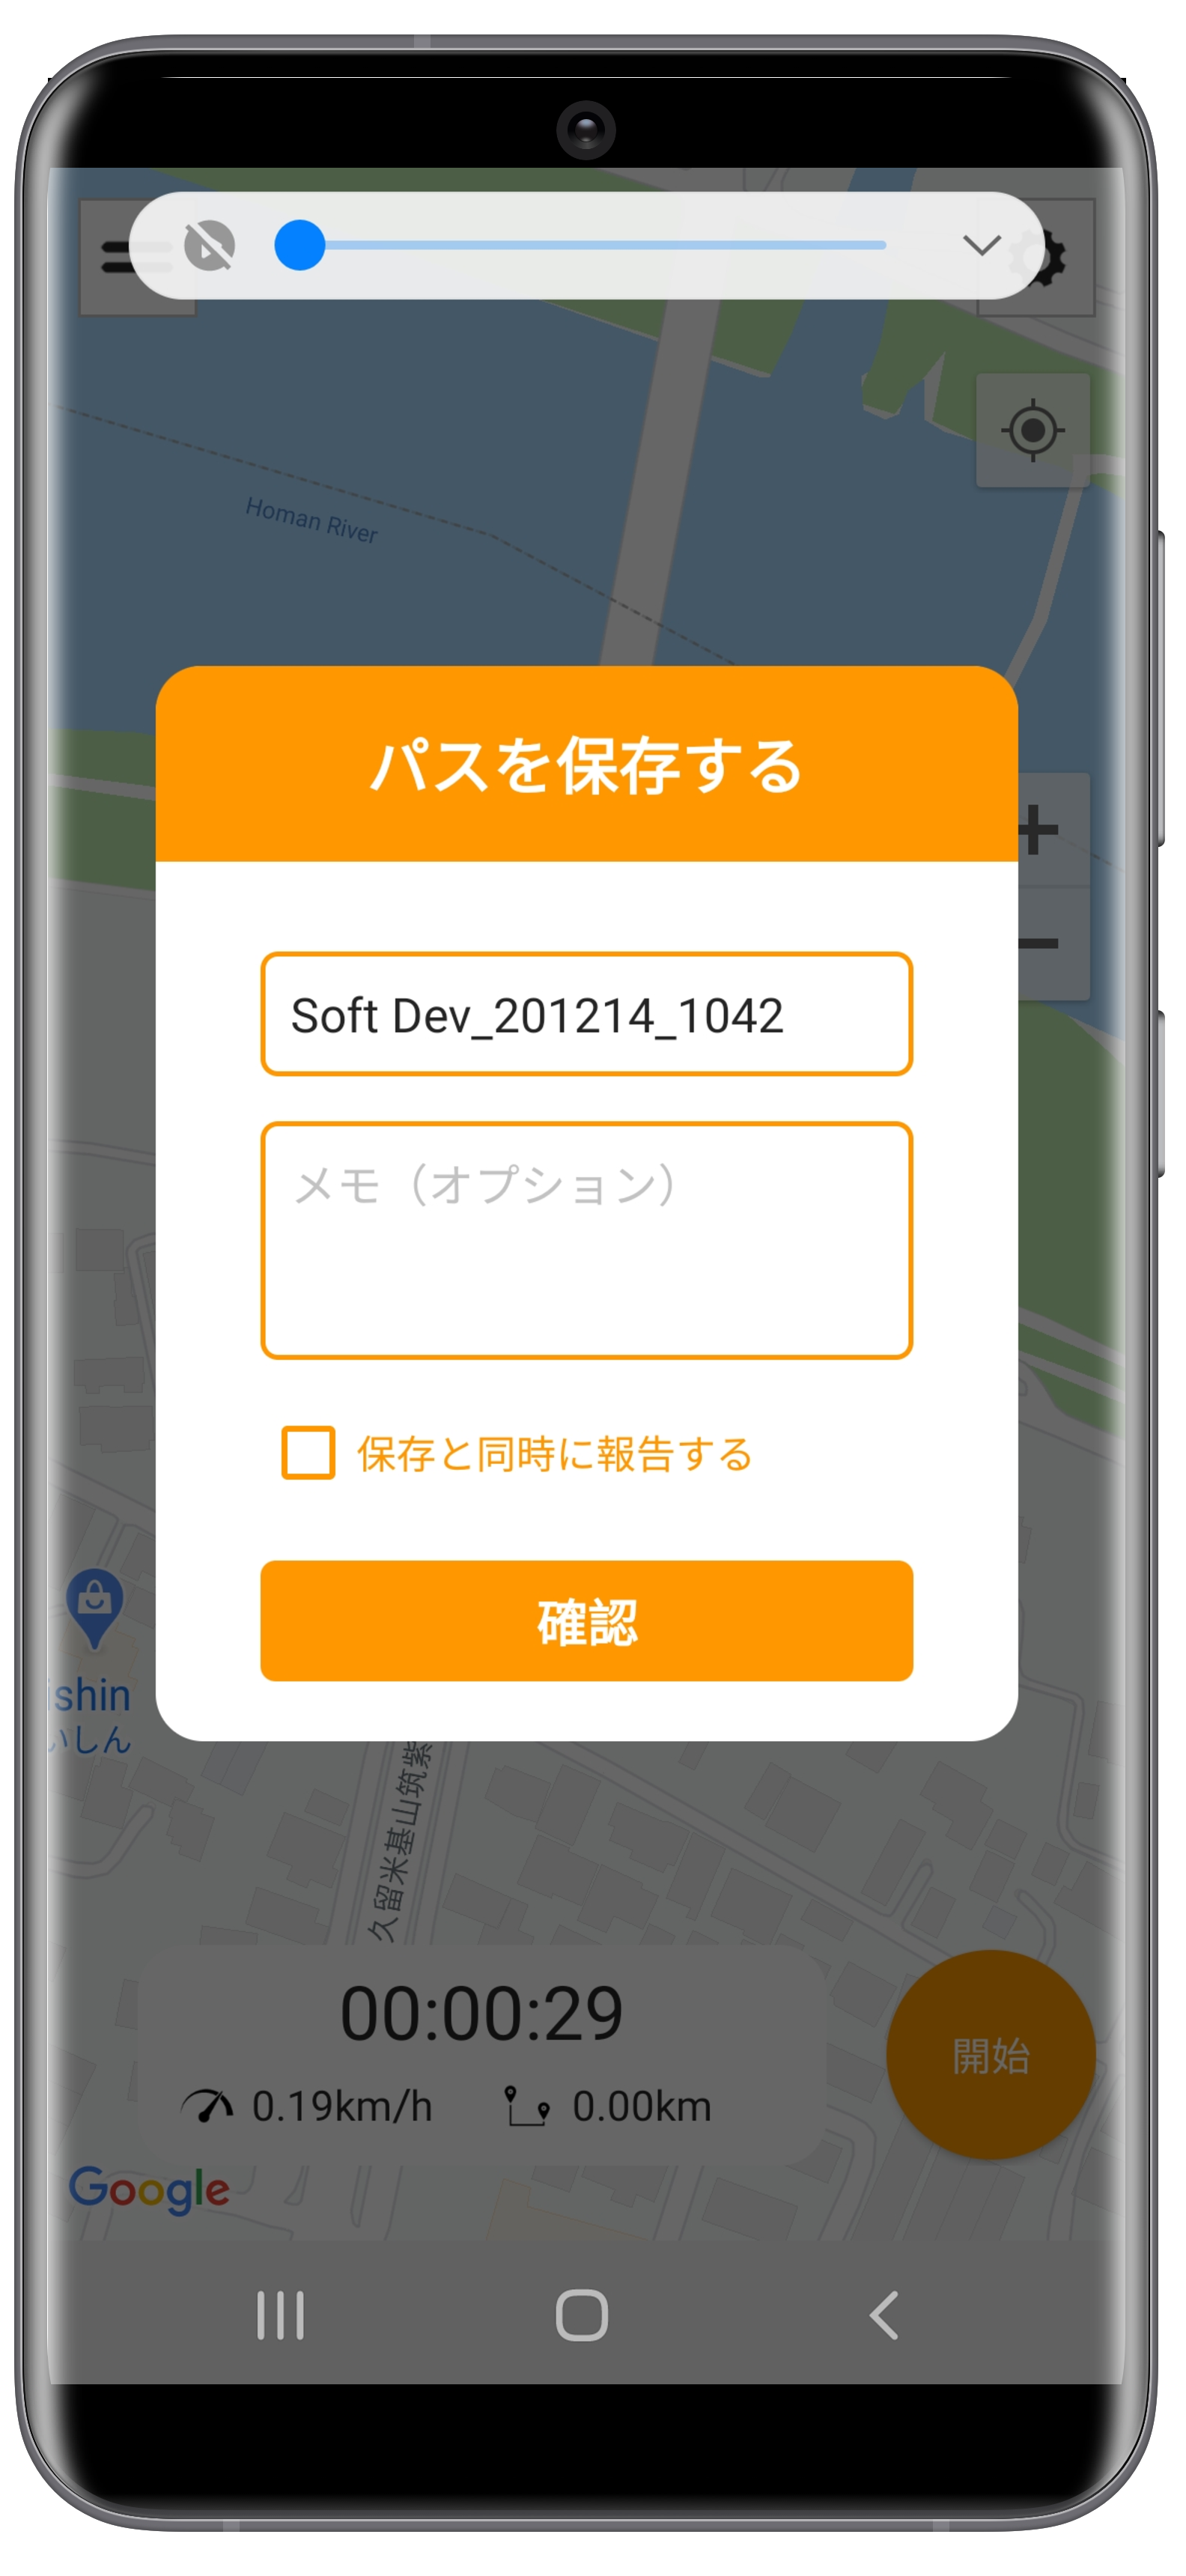 Homan River
パスを保存する
Soft Dev_201214_1042
メモ（オプション）
保存と同時に報告する
確認
ishin
いしん
久留米基山筑紫
00:00:29
開始
0.19km/h
0.00km
Google